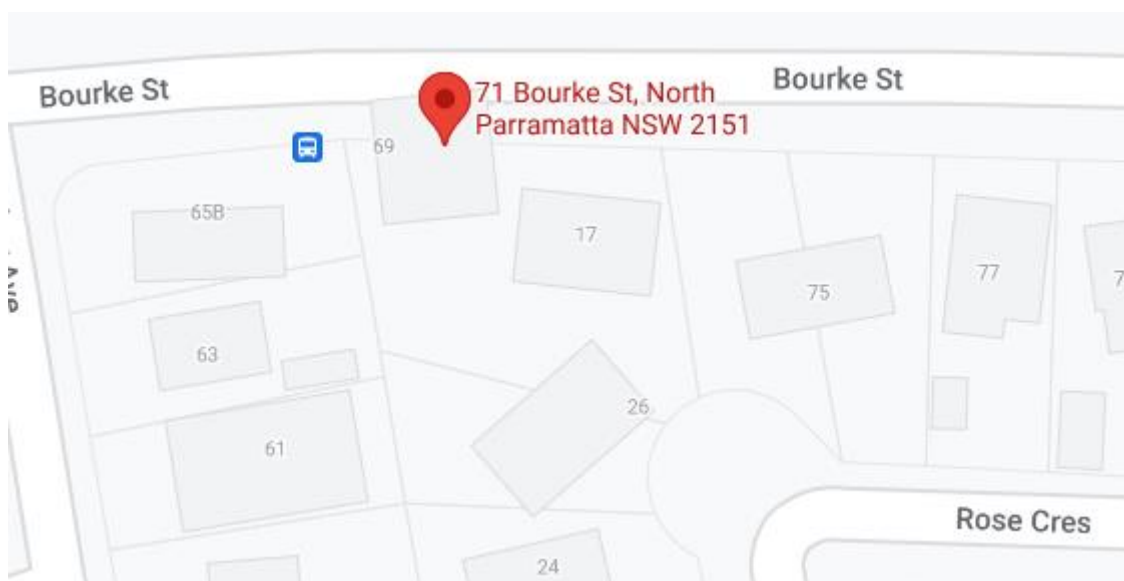 Bourke St
71 Bourke St, North
Parramatta NSW 2151
Bourke St
69
65B
17
77
75
63
26
61
Rose Cres
24
Ave